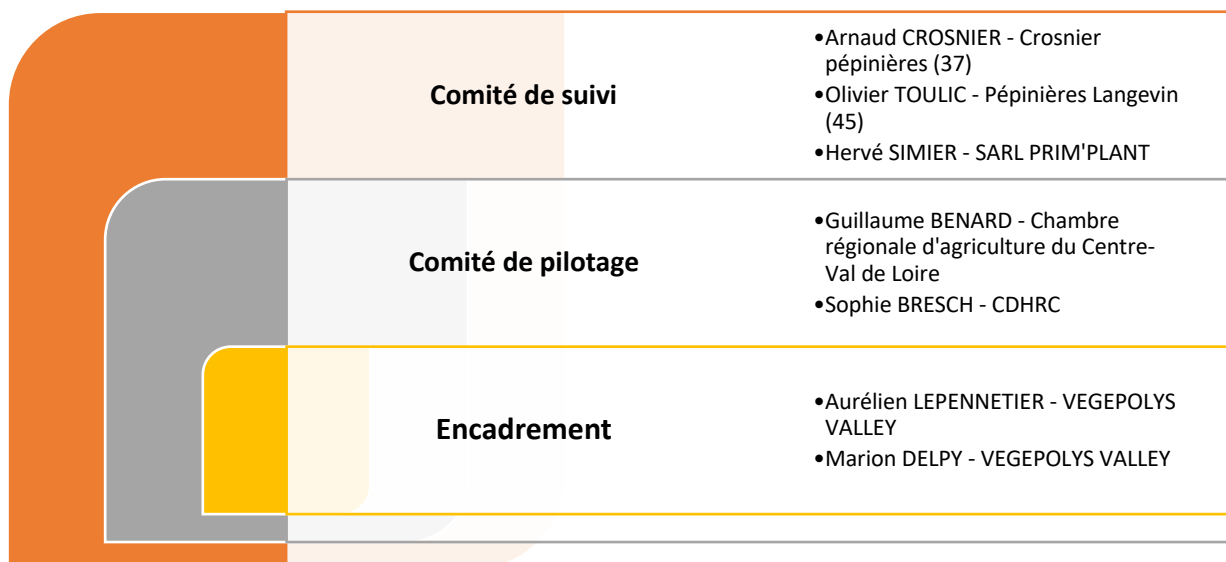 Comité de suivi
•Arnaud CROSNIER - Crosnier
pépinières (37)
•Olivier TOULIC - Pépinières Langevin
(45)
•Hervé SIMIER - SARL PRIM'PLANT
Comité de pilotage
•Guillaume BENARD - Chambre
régionale d'agriculture du Centre-
Val de Loire
•Sophie BRESCH - CDHRC
Encadrement
•Aurélien LEPENNETIER - VEGEPOLYS
VALLEY
•Marion DELPY - VEGEPOLYS VALLEY